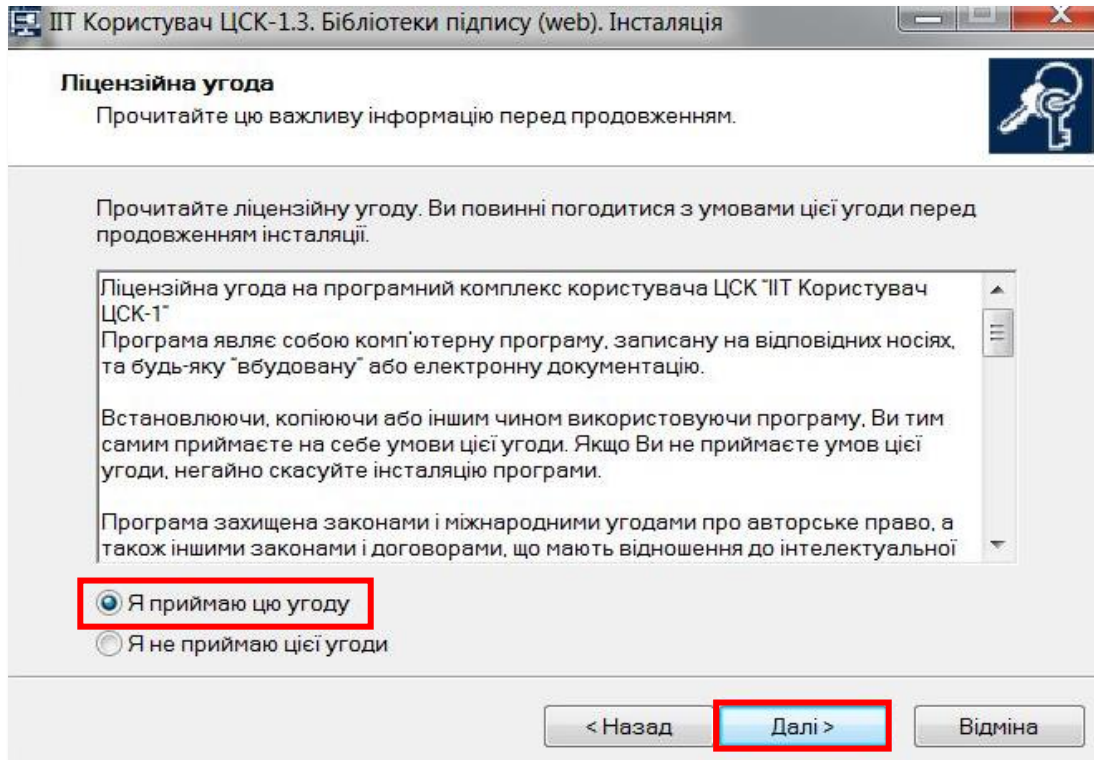 ІІТ Користувач ЦСК-1.3. Бібліотеки підпису (web). Інсталяція
Ліцензійна угода
Прочитайте цю важливу інформацію перед продовженням.
Прочитайте ліцензійну угоду. Ви повинні погодитися з умовами цієї угоди перед
продовженням інсталяції.
Ліцензійна угода на програмний комплекс користувача ЦСК "ІІТ Користувач
ЦСК-1"
Програма являє собою комп'ютерну програму, записану на відповідних носіях,
та будь-яку "вбудовану" або електронну документацію.
Встановлюючи, копіюючи або іншим чином використовуючи програму, Ви тим
самим приймаєте на себе умови цієї угоди. Якщо Ви не приймаєте умов цієї
угоди, негайно скасуйте інсталяцію програми.
Програма захищена законами і міжнародними угодами про авторське право, а
також іншими законами і договорами, що мають відношення до інтелектуальної
Я приймаю цю угоду
Я не приймаю цієї угоди
< Назад Далі > Відміна